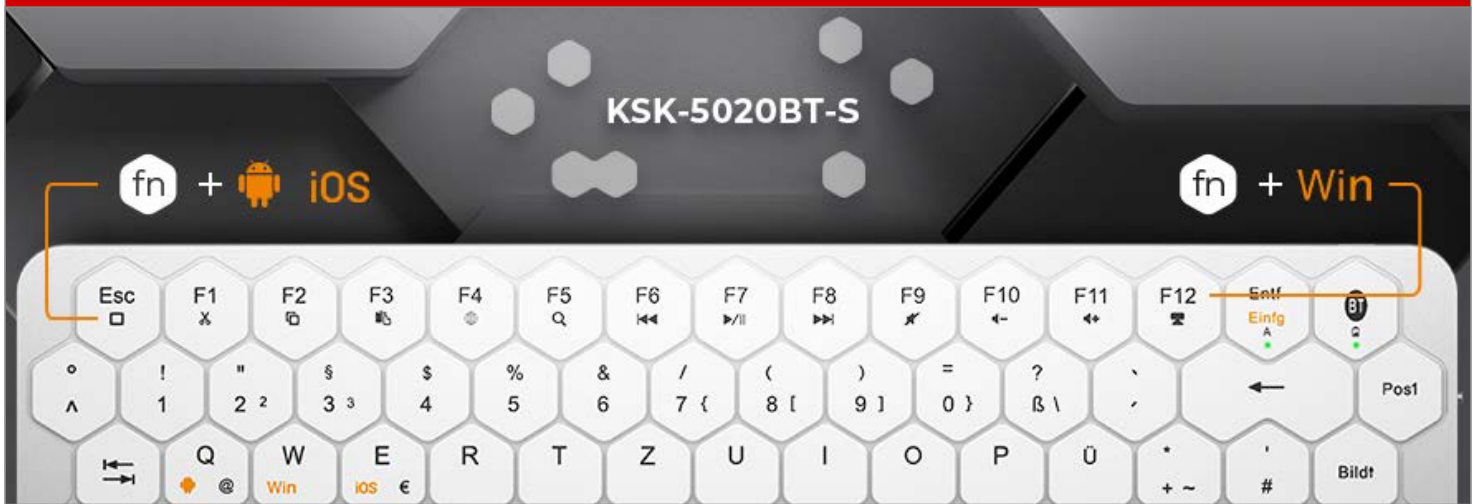 KSK-5020BT-S
fn + iOS
fn + Win
Esc F1 F2 F3 F4 F5 F6 F7 F8 F9 F10 F11 F12 Entf BT
Einfg
A
° ! " § $ % & / ( ) = ? `
^ 1 2 ² 3 ³ 4 5 6 7 { 8 [ 9 ] 0 } ß \ ´ Pos1
Q W E R T Z U I O P Ü * '
@ Win iOS € + ~ # Bild↑